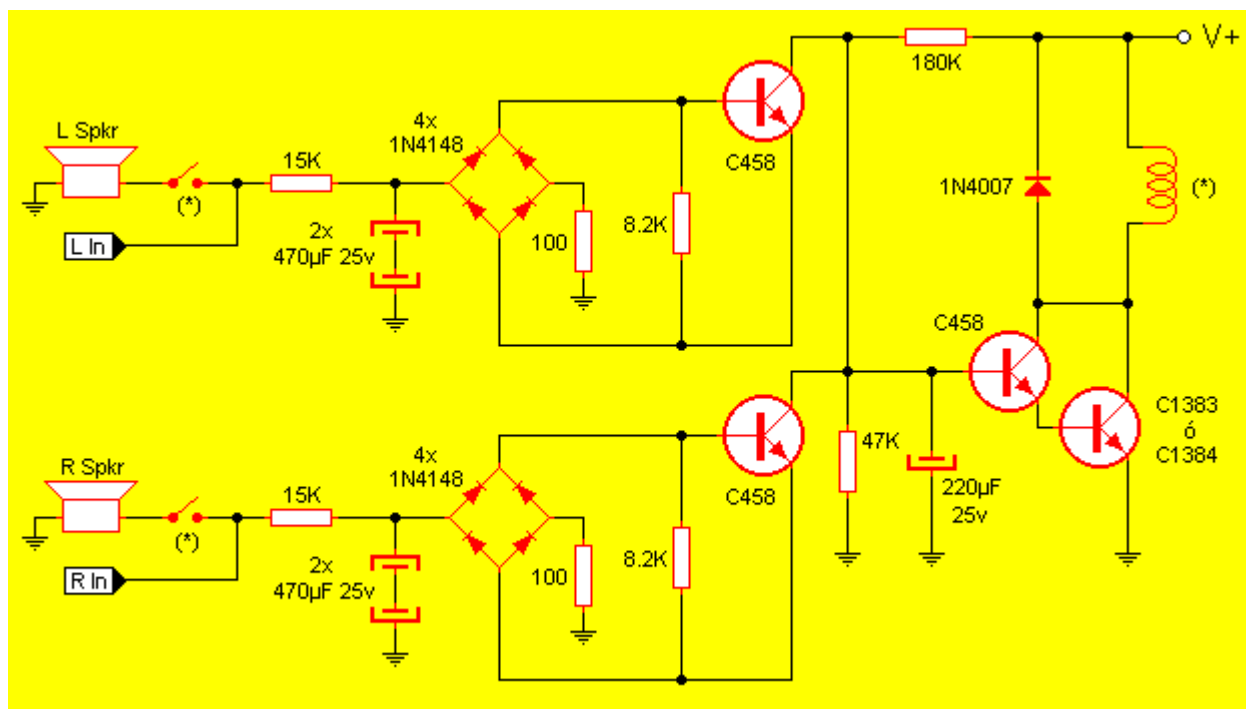 V+
180K
L Spkr
4x
1N4148
15K
C458
(*)
1N4007
(*)
L In
2x
470µF 25v
100
8.2K
C458
C1383
ó
C1384
R Spkr
4x
1N4148
15K
47K
C458
220µF
25v
(*)
R In
2x
470µF 25v
100
8.2K